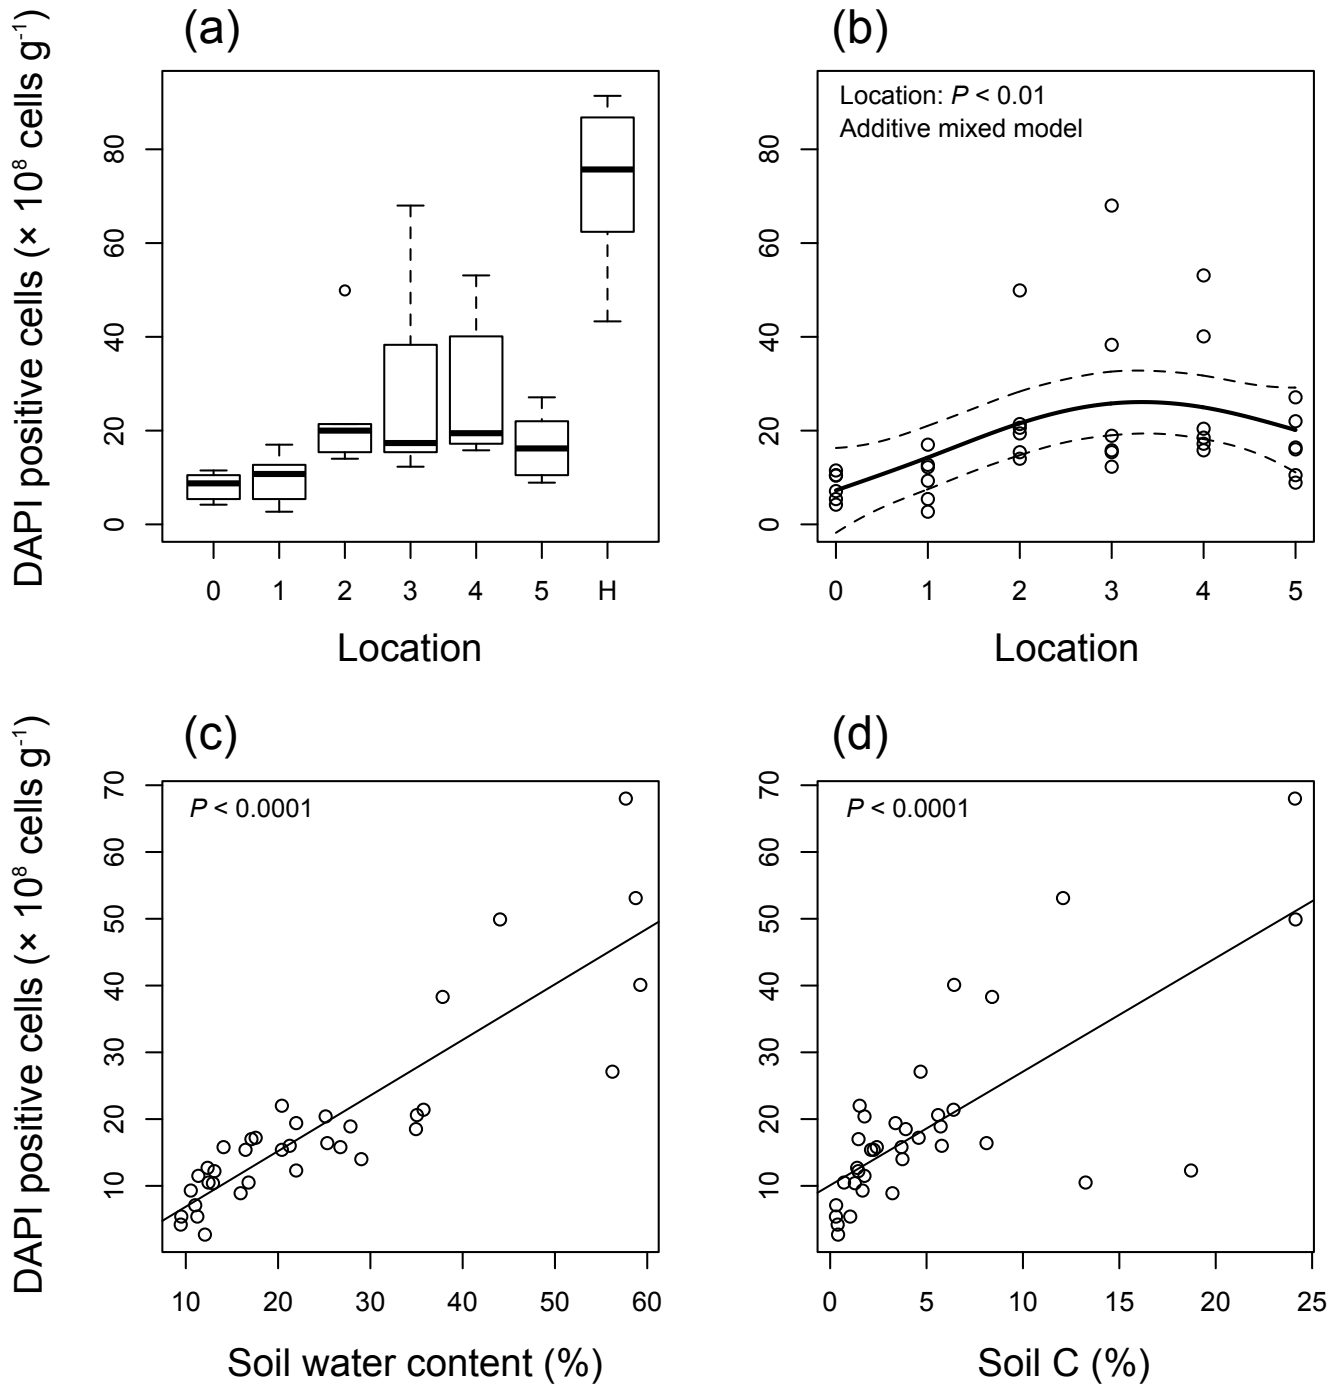 (a)
DAPI positive cells (× 10⁸ cells g⁻¹)
80
60
40
20
0
0 1 2 3 4 5 H
Location
(b)
Location: P < 0.01
Additive mixed model
80
60
40
20
0
0 1 2 3 4 5
Location
(c)
DAPI positive cells (× 10⁸ cells g⁻¹)
P < 0.0001
70
60
50
40
30
20
10
10 20 30 40 50 60
Soil water content (%)
(d)
P < 0.0001
70
60
50
40
30
20
10
0 5 10 15 20 25
Soil C (%)